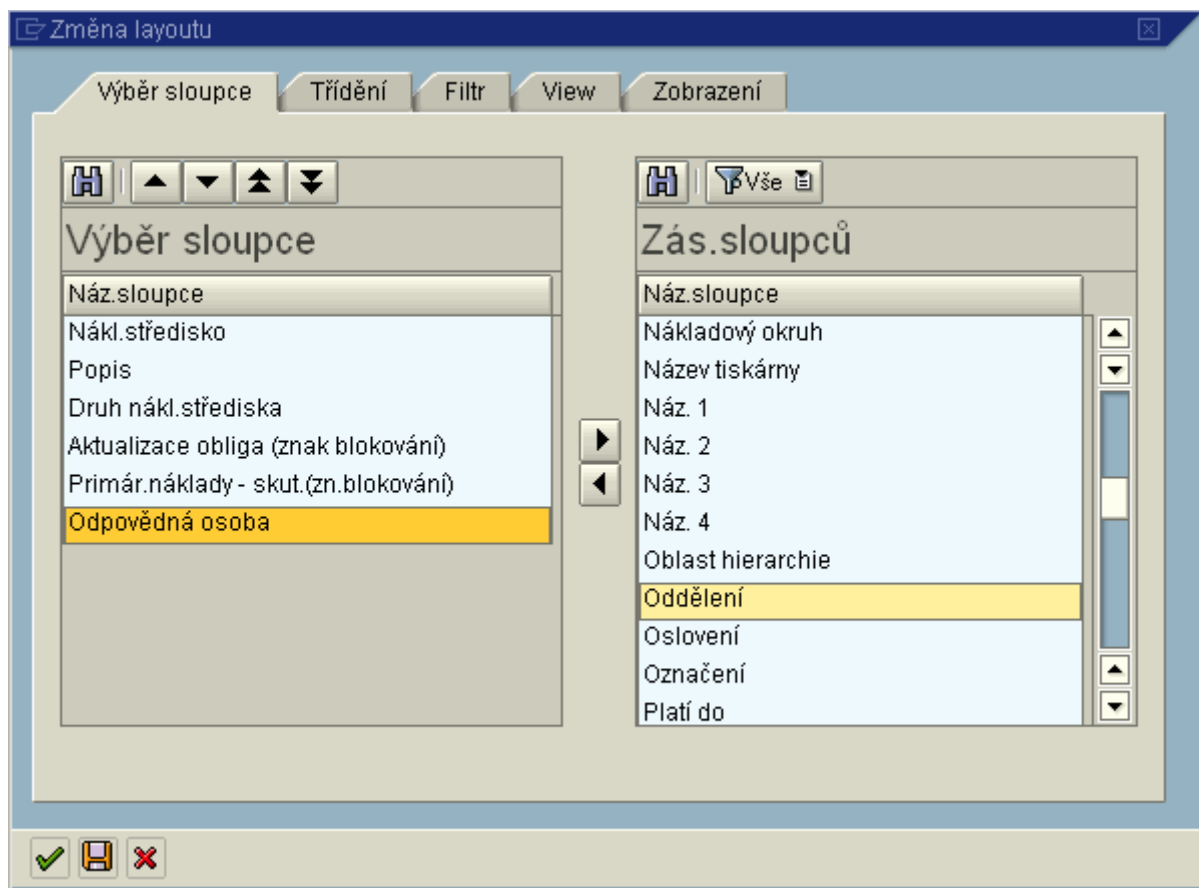 Změna layoutu
Výběr sloupce
Třídění
Filtr
View
Zobrazení
Vše
Výběr sloupce
Náz.sloupce
Nákl.středisko
Popis
Druh nákl.střediska
Aktualizace obliga (znak blokování)
Primár.náklady - skut.(zn.blokování)
Odpovědná osoba
Zás.sloupců
Náz.sloupce
Nákladový okruh
Název tiskárny
Náz. 1
Náz. 2
Náz. 3
Náz. 4
Oblast hierarchie
Oddělení
Oslovení
Označení
Platí do